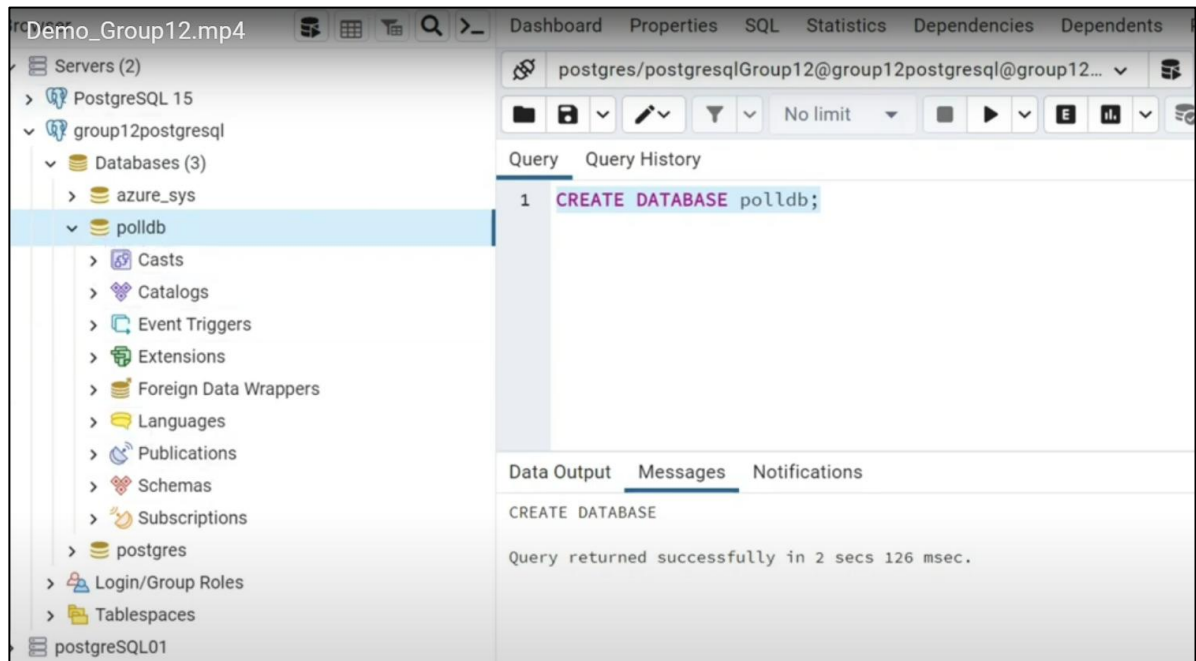 Demo_Group12.mp4
Servers (2)
PostgreSQL 15
group12postgresql
Databases (3)
azure_sys
polldb
Casts
Catalogs
Event Triggers
Extensions
Foreign Data Wrappers
Languages
Publications
Schemas
Subscriptions
postgres
Login/Group Roles
Tablespaces
postgreSQL01
Dashboard Properties SQL Statistics Dependencies Dependents
postgres/postgresqlGroup12@group12postgresql@group12...
No limit
E
Query Query History
1 CREATE DATABASE polldb;
Data Output Messages Notifications
CREATE DATABASE
Query returned successfully in 2 secs 126 msec.